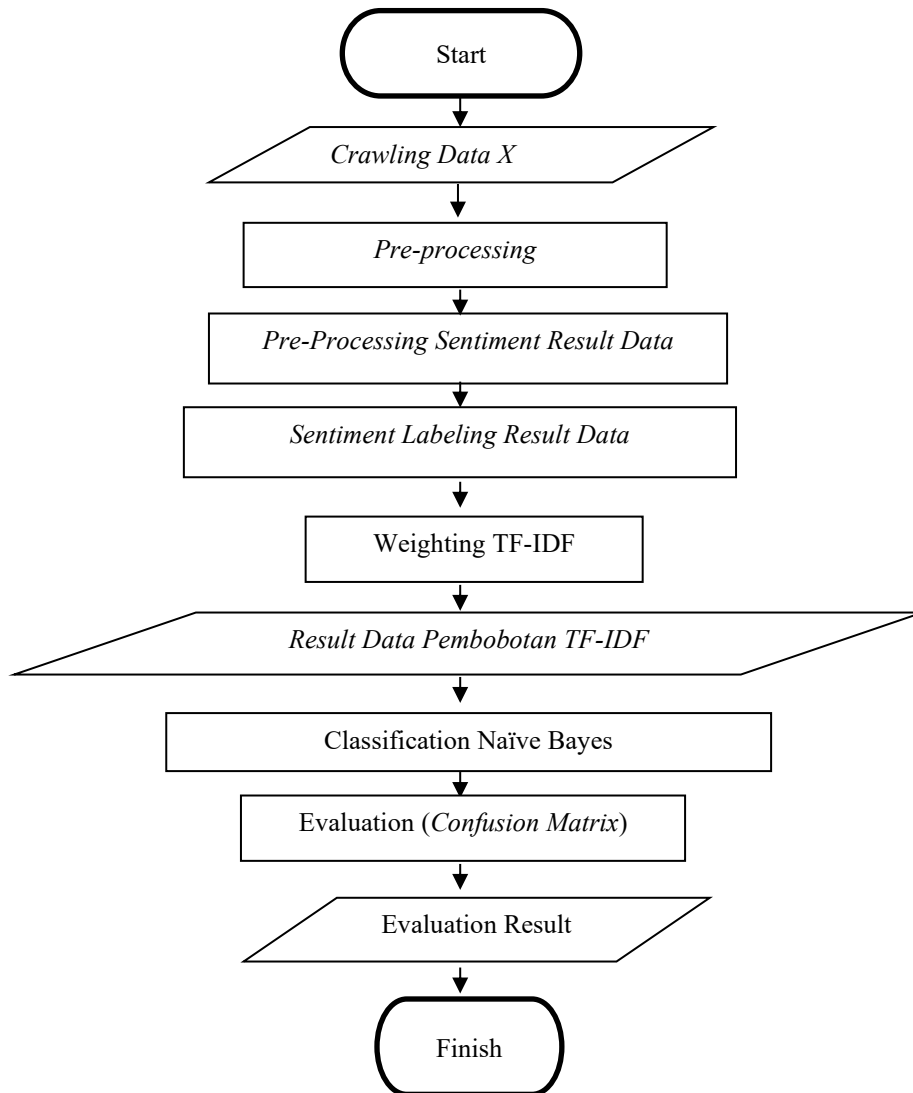 Start
Crawling Data X
Pre-processing
Pre-Processing Sentiment Result Data
Sentiment Labeling Result Data
Weighting TF-IDF
Result Data Pembobotan TF-IDF
Classification Naïve Bayes
Evaluation (Confusion Matrix)
Evaluation Result
Finish